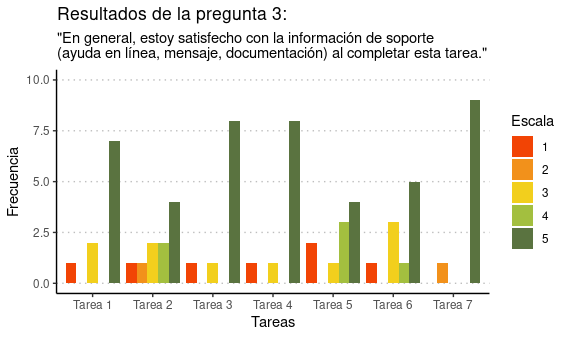 Resultados de la pregunta 3:
"En general, estoy satisfecho con la información de soporte
(ayuda en línea, mensaje, documentación) al completar esta tarea."
10.0
7.5
5.0
2.5
0.0
Frecuencia
Tarea 1
Tarea 2
Tarea 3
Tarea 4
Tarea 5
Tarea 6
Tarea 7
Tareas
Escala
1
2
3
4
5